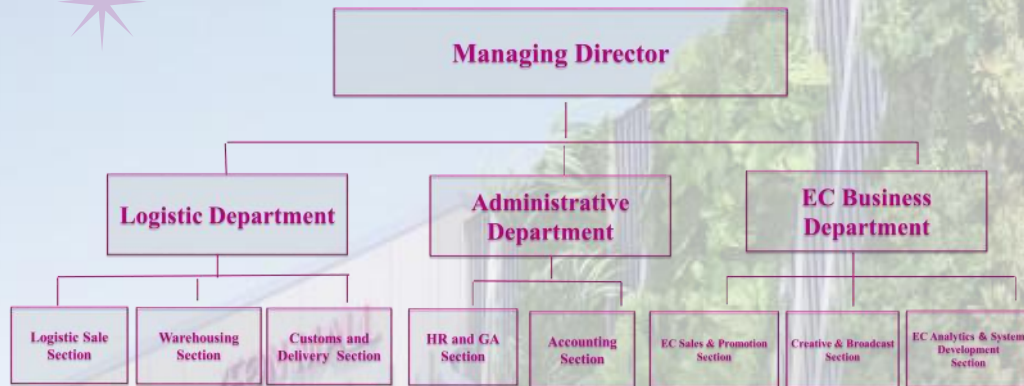 Managing Director
Logistic Department
Administrative
Department
EC Business
Department
Logistic Sale
Section
Warehousing
Section
Customs and
Delivery Section
HR and GA
Section
Accounting
Section
EC Sales & Promotion
Section
Creative & Broadcast
Section
EC Analytics & System
Development
Section